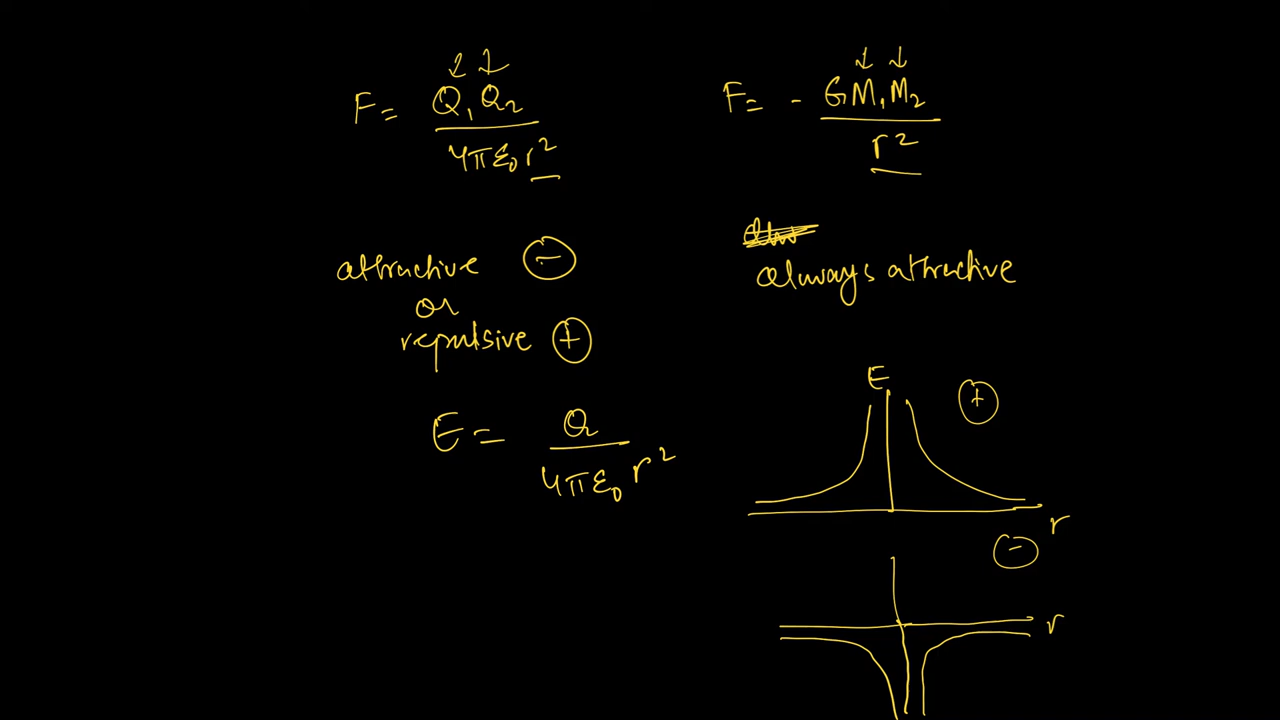 F = Q₁Q₂ / 4πε₀r²
F = - GM₁M₂ / r²
attractive ⊖
or
repulsive ⊕
always attractive
E = Q / 4πε₀r²
E
+
r
-
r